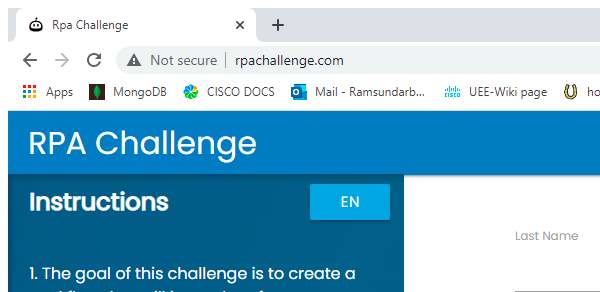 Rpa Challenge
Not secure | rpachallenge.com
Apps MongoDB CISCO DOCS Mail - Ramsundarb... UEE-Wiki page ho
RPA Challenge
Instructions EN
Last Name
1. The goal of this challenge is to create a